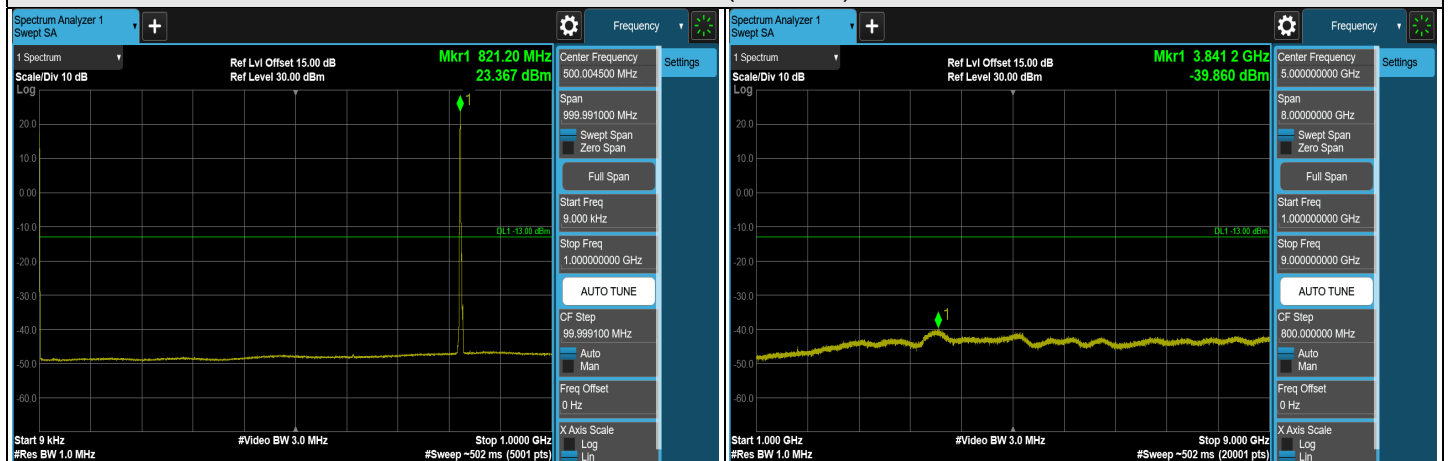 Spectrum Analyzer 1
Swept SA
+
Frequency
1 Spectrum
Ref Lvl Offset 15.00 dB
Mkr1 821.20 MHz
Scale/Div 10 dB
Ref Level 30.00 dBm
23.367 dBm
Log
1
20.0
10.0
0.00
-10.0
DL1 -13.00 dBm
-20.0
-30.0
-40.0
-50.0
-60.0
Start 9 kHz
#Video BW 3.0 MHz
Stop 1.0000 GHz
#Res BW 1.0 MHz
#Sweep ~502 ms (5001 pts)
Center Frequency
500.004500 MHz
Settings
Span
999.991000 MHz
Swept Span
Zero Span
Full Span
Start Freq
9.000 kHz
Stop Freq
1.000000000 GHz
AUTO TUNE
CF Step
99.999100 MHz
Auto
Man
Freq Offset
0 Hz
X Axis Scale
Log
Lin
Spectrum Analyzer 1
Swept SA
+
Frequency
1 Spectrum
Ref Lvl Offset 15.00 dB
Mkr1 3.841 2 GHz
Scale/Div 10 dB
Ref Level 30.00 dBm
-39.860 dBm
Log
20.0
10.0
0.00
-10.0
DL1 -13.00 dBm
-20.0
-30.0
1
-40.0
-50.0
-60.0
Start 1.000 GHz
#Video BW 3.0 MHz
Stop 9.000 GHz
#Res BW 1.0 MHz
#Sweep ~502 ms (20001 pts)
Center Frequency
5.000000000 GHz
Settings
Span
8.00000000 GHz
Swept Span
Zero Span
Full Span
Start Freq
1.000000000 GHz
Stop Freq
9.000000000 GHz
AUTO TUNE
CF Step
800.000000 MHz
Auto
Man
Freq Offset
0 Hz
X Axis Scale
Log
Lin